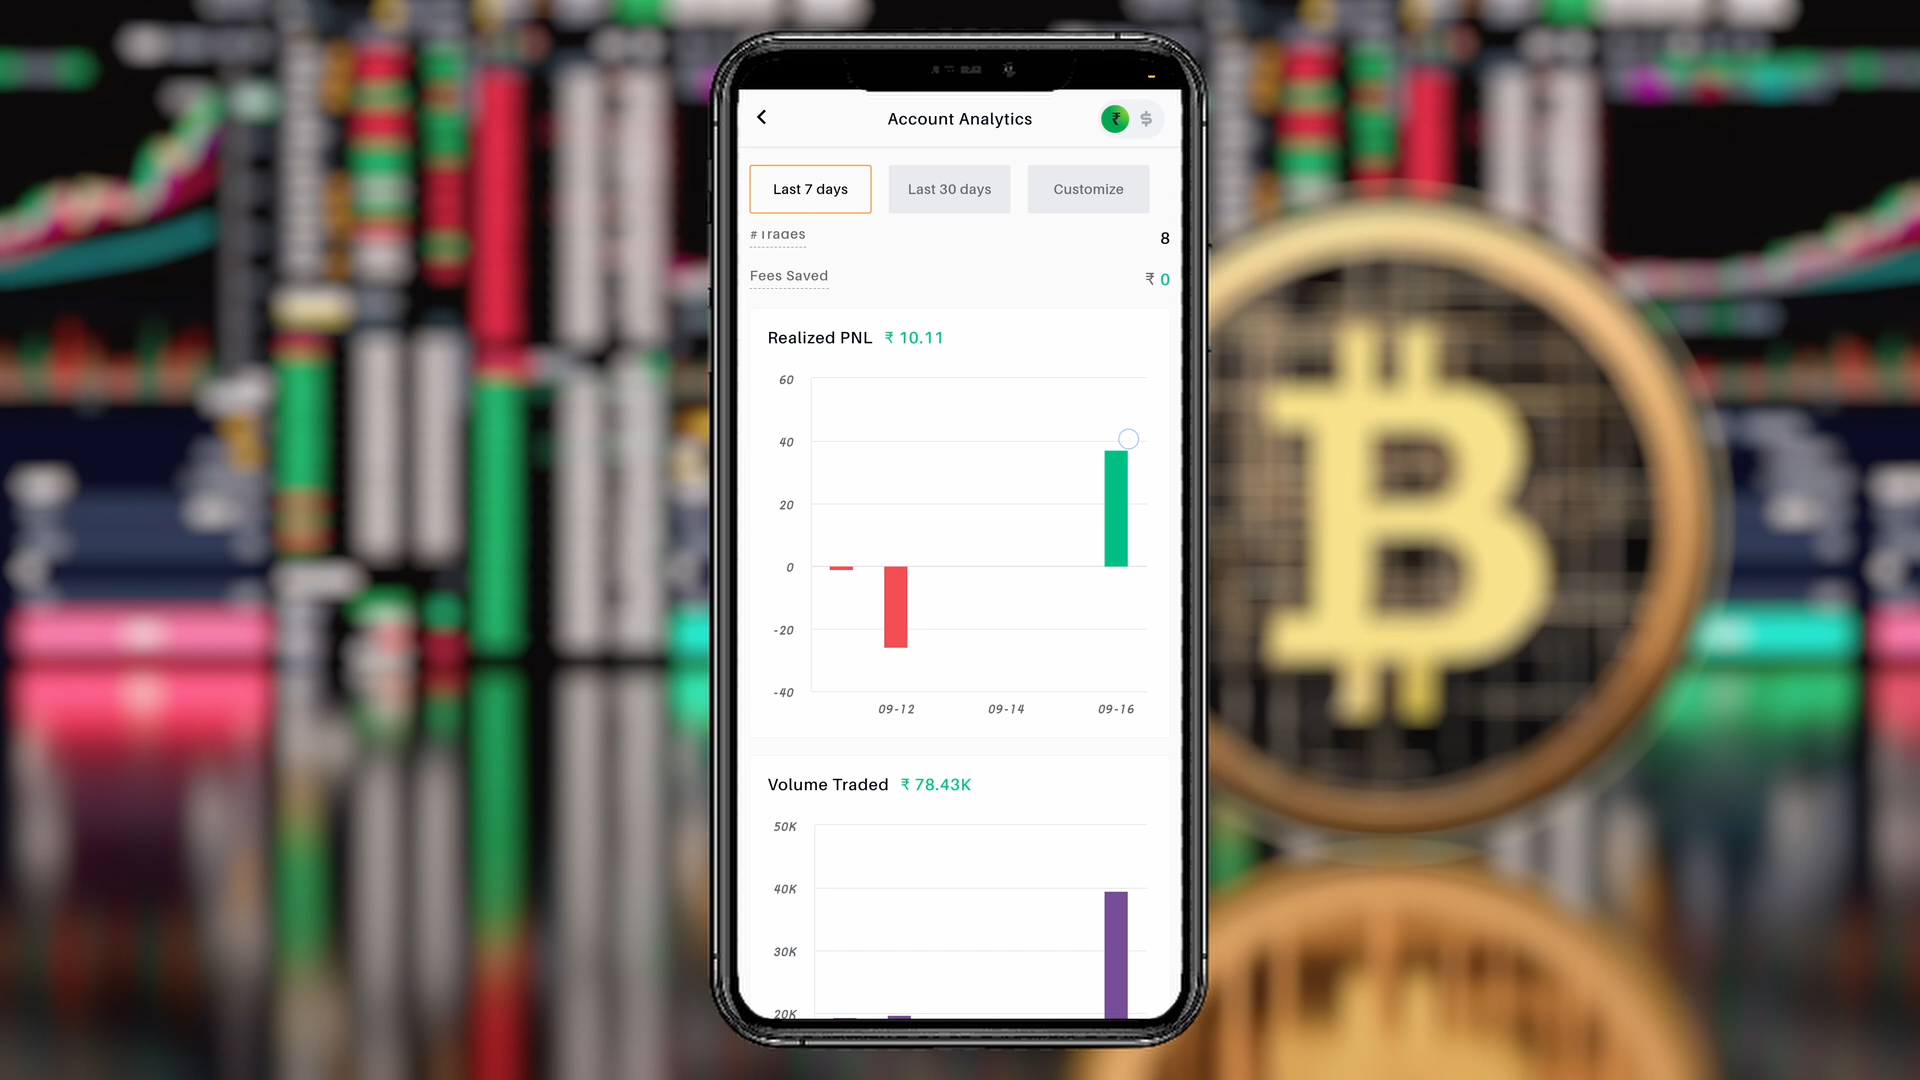 Account Analytics ₹ $
Last 7 days Last 30 days Customize
# Trades 8
Fees Saved ₹ 0
Realized PNL ₹ 10.11
60
40
20
0
-20
-40
09-12 09-14 09-16
Volume Traded ₹ 78.43K
50K
40K
30K
20K